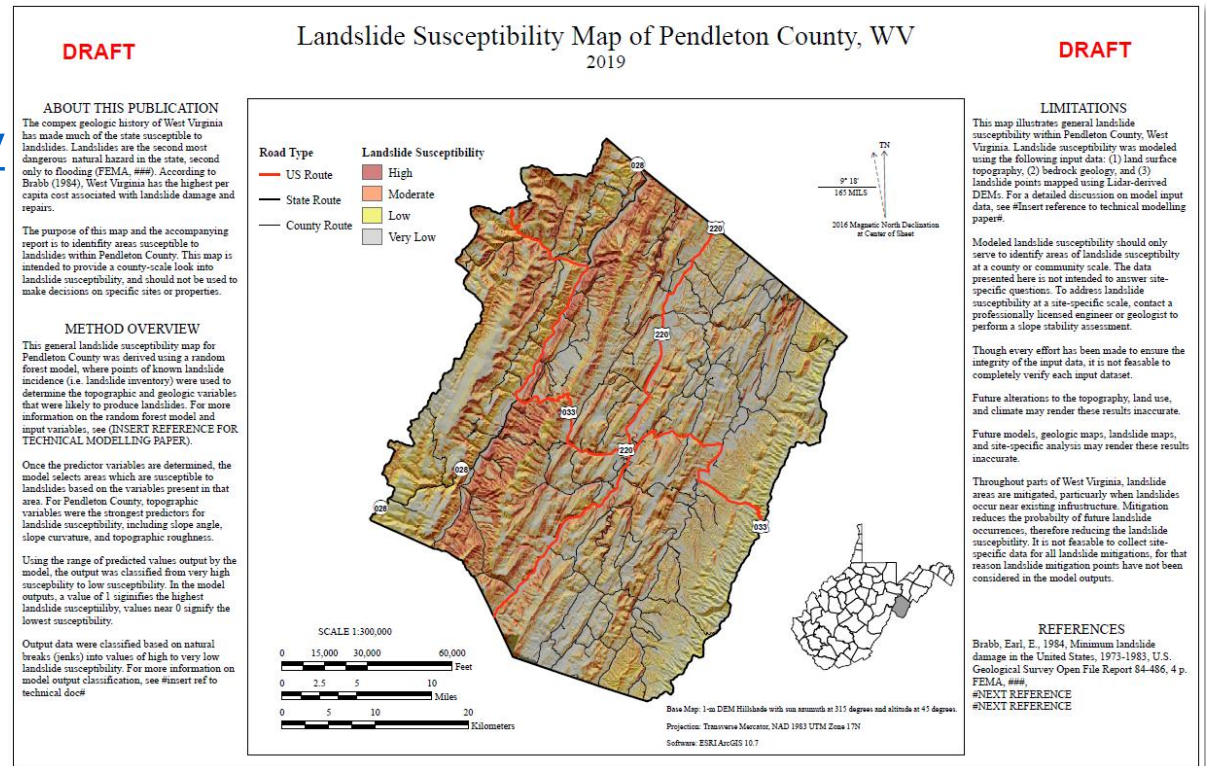 DRAFT
Landslide Susceptibility Map of Pendleton County, WV
2019
DRAFT
ABOUT THIS PUBLICATION
The compex geologic history of West Virginia
has made much of the state susceptible to
landslides. Landslides are the second most
dangerous natural hazard in the state, second
only to flooding (FEMA, ###). According to
Brabb (1984), West Virginia has the highest per
capita cost associated with landslide damage and
repairs.
The purpose of this map and the accompanying
report is to identifity areas susceptible to
landslides within Pendleton County. This map is
intended to provide a county-scale look into
landslide susceptibility, and should not be used to
make decisions on specific sites or properties.
METHOD OVERVIEW
This general landslide susceptibility map for
Pendleton County was derived using a random
forest model, where points of known landslide
incidence (i.e. landslide inventory) were used to
determine the topographic and geologic variables
that were likely to produce landslides. For more
information on the random forest model and
input variables, see (INSERT REFERENCE FOR
TECHNICAL MODELLING PAPER).
Once the predictor variables are determined, the
model selects areas which are susceptible to
landslides based on the variables present in that
area. For Pendleton County, topographic
variables were the strongest predictors for
landslide susceptibility, including slope angle,
slope curvature, and topographic roughness.
Using the range of predicted values output by the
model, the output was classified from very high
suscepbility to low susceptibility. In the model
outputs, a value of 1 siginifies the highest
landslide susceptiiliby, values near 0 signify the
lowest susceptibility.
Output data were classified based on natural
breaks (jenks) into values of high to very low
landslide susceptibility. For more information on
model output classification, see #insert ref to
technical doc#
Road Type
US Route
State Route
County Route
Landslide Susceptibility
High
Moderate
Low
Very Low
TN
9° 18'
165 MILS
2016 Magnetic North Declination
at Center of Sheet
028
220
220
033
220
028
028
033
SCALE 1:300,000
0 15,000 30,000 60,000
Feet
0 2.5 5 10
Miles
0 5 10 20
Kilometers
Base Map: 1-m DEM Hillshade with sun azumuth at 315 degrees and altitude at 45 degrees.
Projection: Transverse Mercator, NAD 1983 UTM Zone 17N
Software: ESRI ArcGIS 10.7
LIMITATIONS
This map illustrates general landslide
susceptibility within Pendleton County, West
Virginia. Landslide susceptibility was modeled
using the following input data: (1) land surface
topography, (2) bedrock geology, and (3)
landslide points mapped using Lidar-derived
DEMs. For a detailed discussion on model input
data, see #Insert reference to technical modelling
paper#.
Modeled landslide susceptibility should only
serve to identify areas of landslide susceptibilty
at a county or community scale. The data
presented here is not intended to answer site-
specific questions. To address landslide
susceptibility at a site-specific scale, contact a
professionally licensed engineer or geologist to
perform a slope stability assessment.
Though every effort has been made to ensure the
integrity of the input data, it is not feasable to
completely verify each input dataset.
Future alterations to the topography, land use,
and climate may render these results inaccurate.
Future models, geologic maps, landslide maps,
and site-specific analysis may render these results
inaccurate.
Throughout parts of West Virginia, landslide
areas are mitigated, particuarly when landslides
occur near existing infrustructure. Mitigation
reduces the probabilty of future landslide
occurrences, therefore reducing the landslide
suscepbitlity. It is not feasable to collect site-
specific data for all landslide mitigations, for that
reason landslide mitigation points have not been
considered in the model outputs.
REFERENCES
Brabb, Earl, E., 1984, Minimum landslide
damage in the United States, 1973-1983, U.S.
Geological Survey Open File Report 84-486, 4 p.
FEMA, ###,
#NEXT REFERENCE
#NEXT REFERENCE